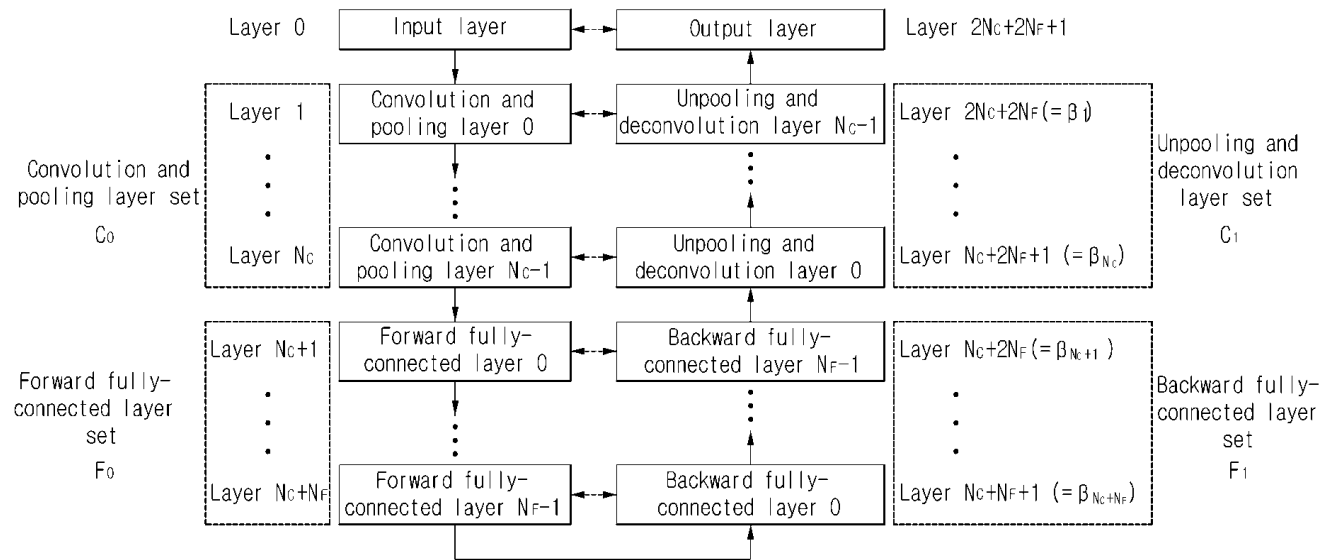 Layer 0
Input layer
Output layer
Layer 2Nc+2NF+1
Convolution and
pooling layer set
C0
Layer 1
Layer Nc
Convolution and
pooling layer 0
Convolution and
pooling layer Nc-1
Unpooling and
deconvolution layer Nc-1
Unpooling and
deconvolution layer 0
Layer 2Nc+2NF(=β1)
Layer Nc+2NF+1 (=βNc)
Unpooling and
deconvolution
layer set
C1
Forward fully-
connected layer
set
F0
Layer Nc+1
Layer Nc+NF
Forward fully-
connected layer 0
Forward fully-
connected layer NF-1
Backward fully-
connected layer NF-1
Backward fully-
connected layer 0
Layer Nc+2NF(=βNc+1)
Layer Nc+NF+1 (=βNc+NF)
Backward fully-
connected layer
set
F1